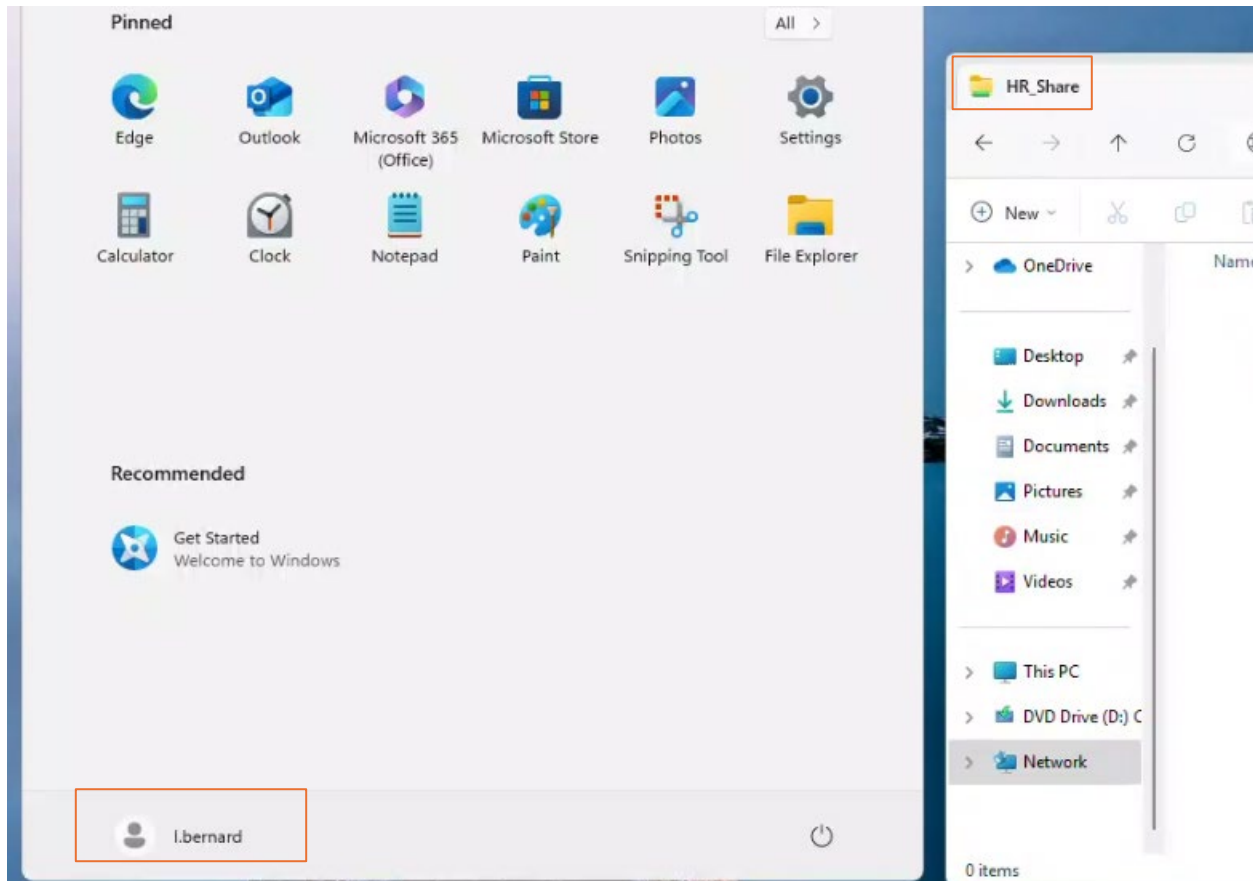 Pinned
All
Edge
Outlook
Microsoft 365
(Office)
Microsoft Store
Photos
Settings
Calculator
Clock
Notepad
Paint
Snipping Tool
File Explorer
Recommended
Get Started
Welcome to Windows
l.bernard
HR_Share
New
OneDrive
Name
Desktop
Downloads
Documents
Pictures
Music
Videos
This PC
DVD Drive (D:) C
Network
0 items